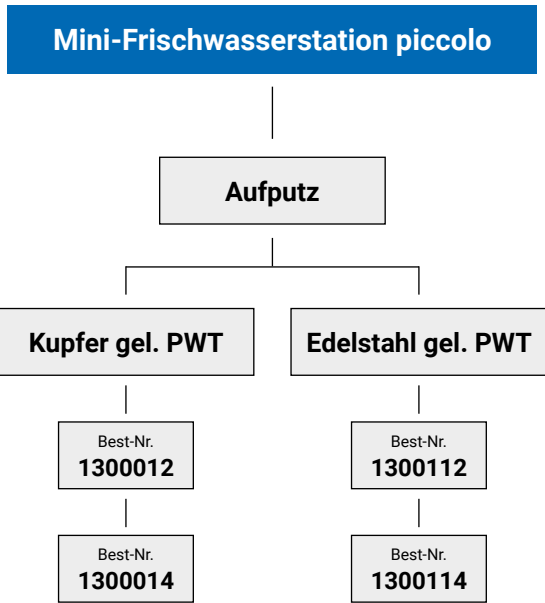 Mini-Frischwasserstation piccolo
Aufputz
Kupfer gel. PWT
Edelstahl gel. PWT
Best-Nr.
1300012
Best-Nr.
1300112
Best-Nr.
1300014
Best-Nr.
1300114